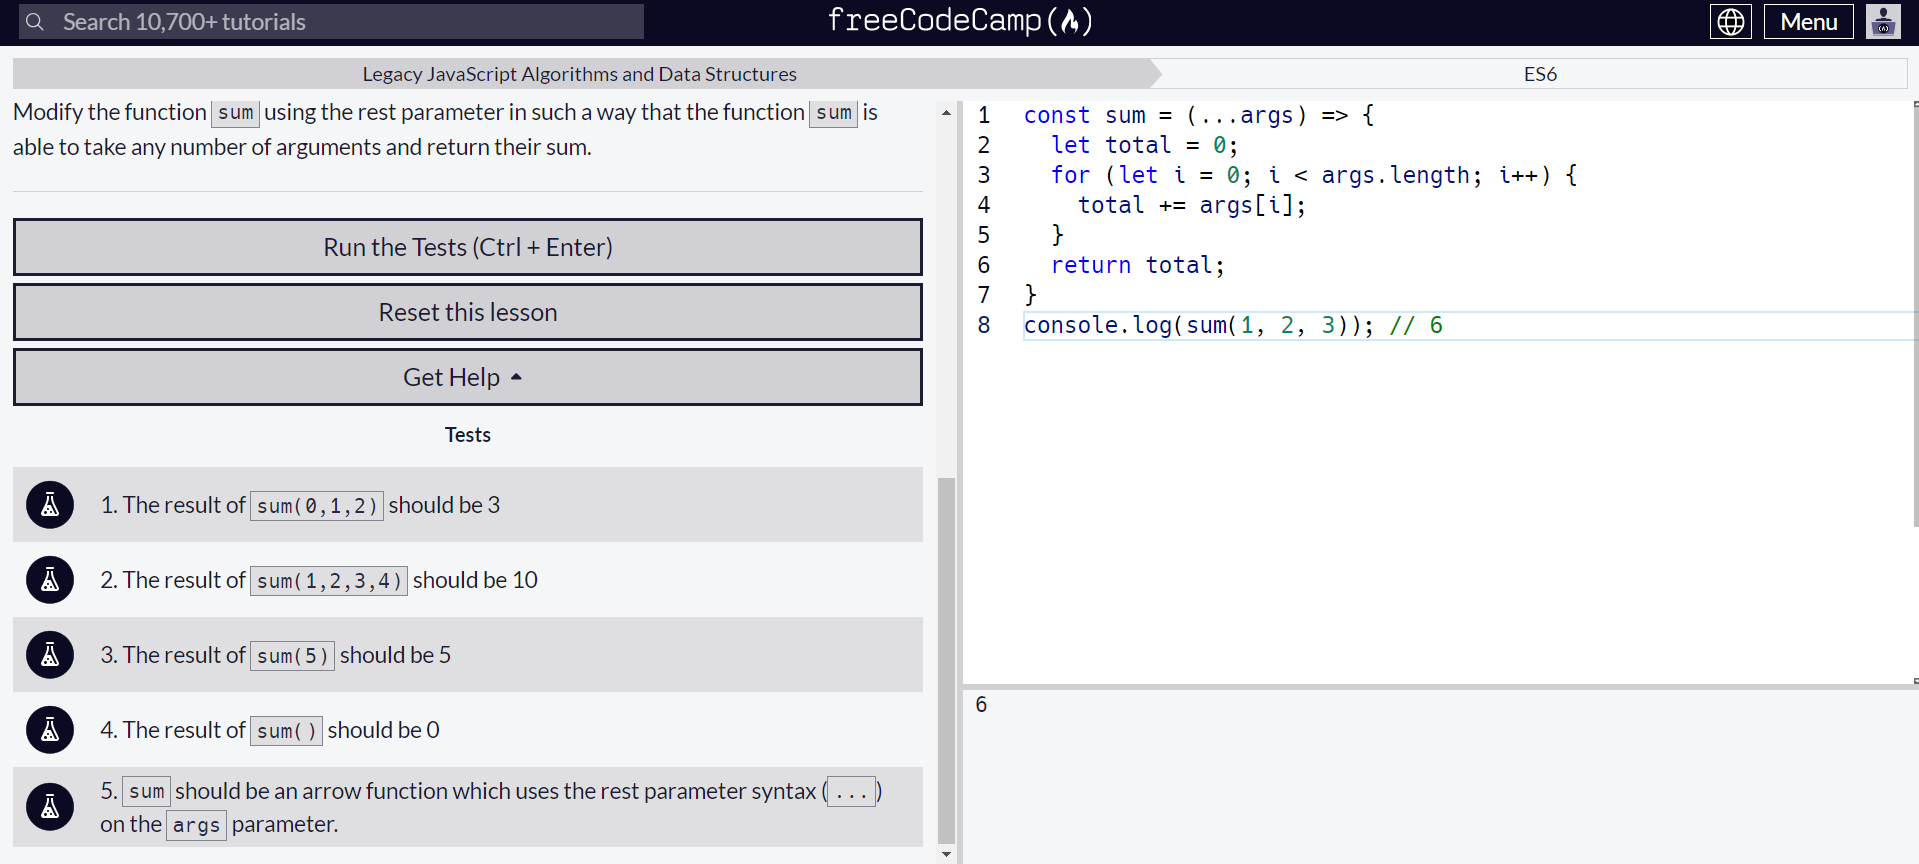 Search 10,700+ tutorials
freeCodeCamp
Menu
Legacy JavaScript Algorithms and Data Structures
ES6
Modify the function sum using the rest parameter in such a way that the function sum is
able to take any number of arguments and return their sum.
Run the Tests (Ctrl + Enter)
Reset this lesson
Get Help
Tests
1. The result of sum(0,1,2) should be 3
2. The result of sum(1,2,3,4) should be 10
3. The result of sum(5) should be 5
4. The result of sum() should be 0
5. sum should be an arrow function which uses the rest parameter syntax (...)
on the args parameter.
1 const sum = (...args) => {
2   let total = 0;
3   for (let i = 0; i < args.length; i++) {
4     total += args[i];
5   }
6   return total;
7 }
8 console.log(sum(1, 2, 3)); // 6
6